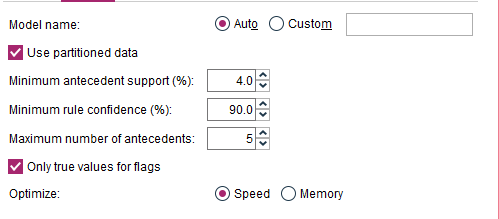 Model name: Auto Custom
Use partitioned data
Minimum antecedent support (%): 4.0
Minimum rule confidence (%): 90.0
Maximum number of antecedents: 5
Only true values for flags
Optimize: Speed Memory